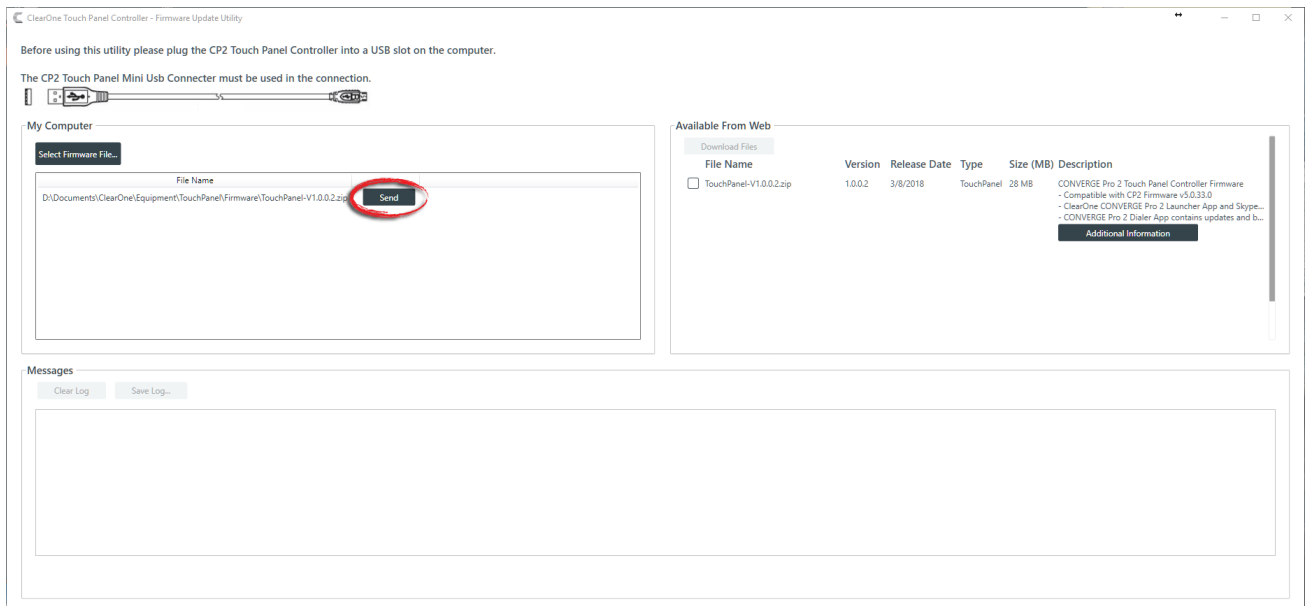 ClearOne Touch Panel Controller - Firmware Update Utility
Before using this utility please plug the CP2 Touch Panel Controller into a USB slot on the computer.
The CP2 Touch Panel Mini Usb Connecter must be used in the connection.
My Computer
Select Firmware File...
File Name
D:\Documents\ClearOne\Equipment\TouchPanel\Firmware\TouchPanel-V1.0.0.2.zip Send
Available From Web
Download Files
File Name Version Release Date Type Size (MB) Description
TouchPanel-V1.0.0.2.zip 1.0.0.2 3/8/2018 TouchPanel 28 MB CONVERGE Pro 2 Touch Panel Controller Firmware
- Compatible with CP2 Firmware v5.0.33.0
- ClearOne CONVERGE Pro 2 Launcher App and Skype...
- CONVERGE Pro 2 Dialer App contains updates and b...
Additional Information
Messages
Clear Log Save Log...